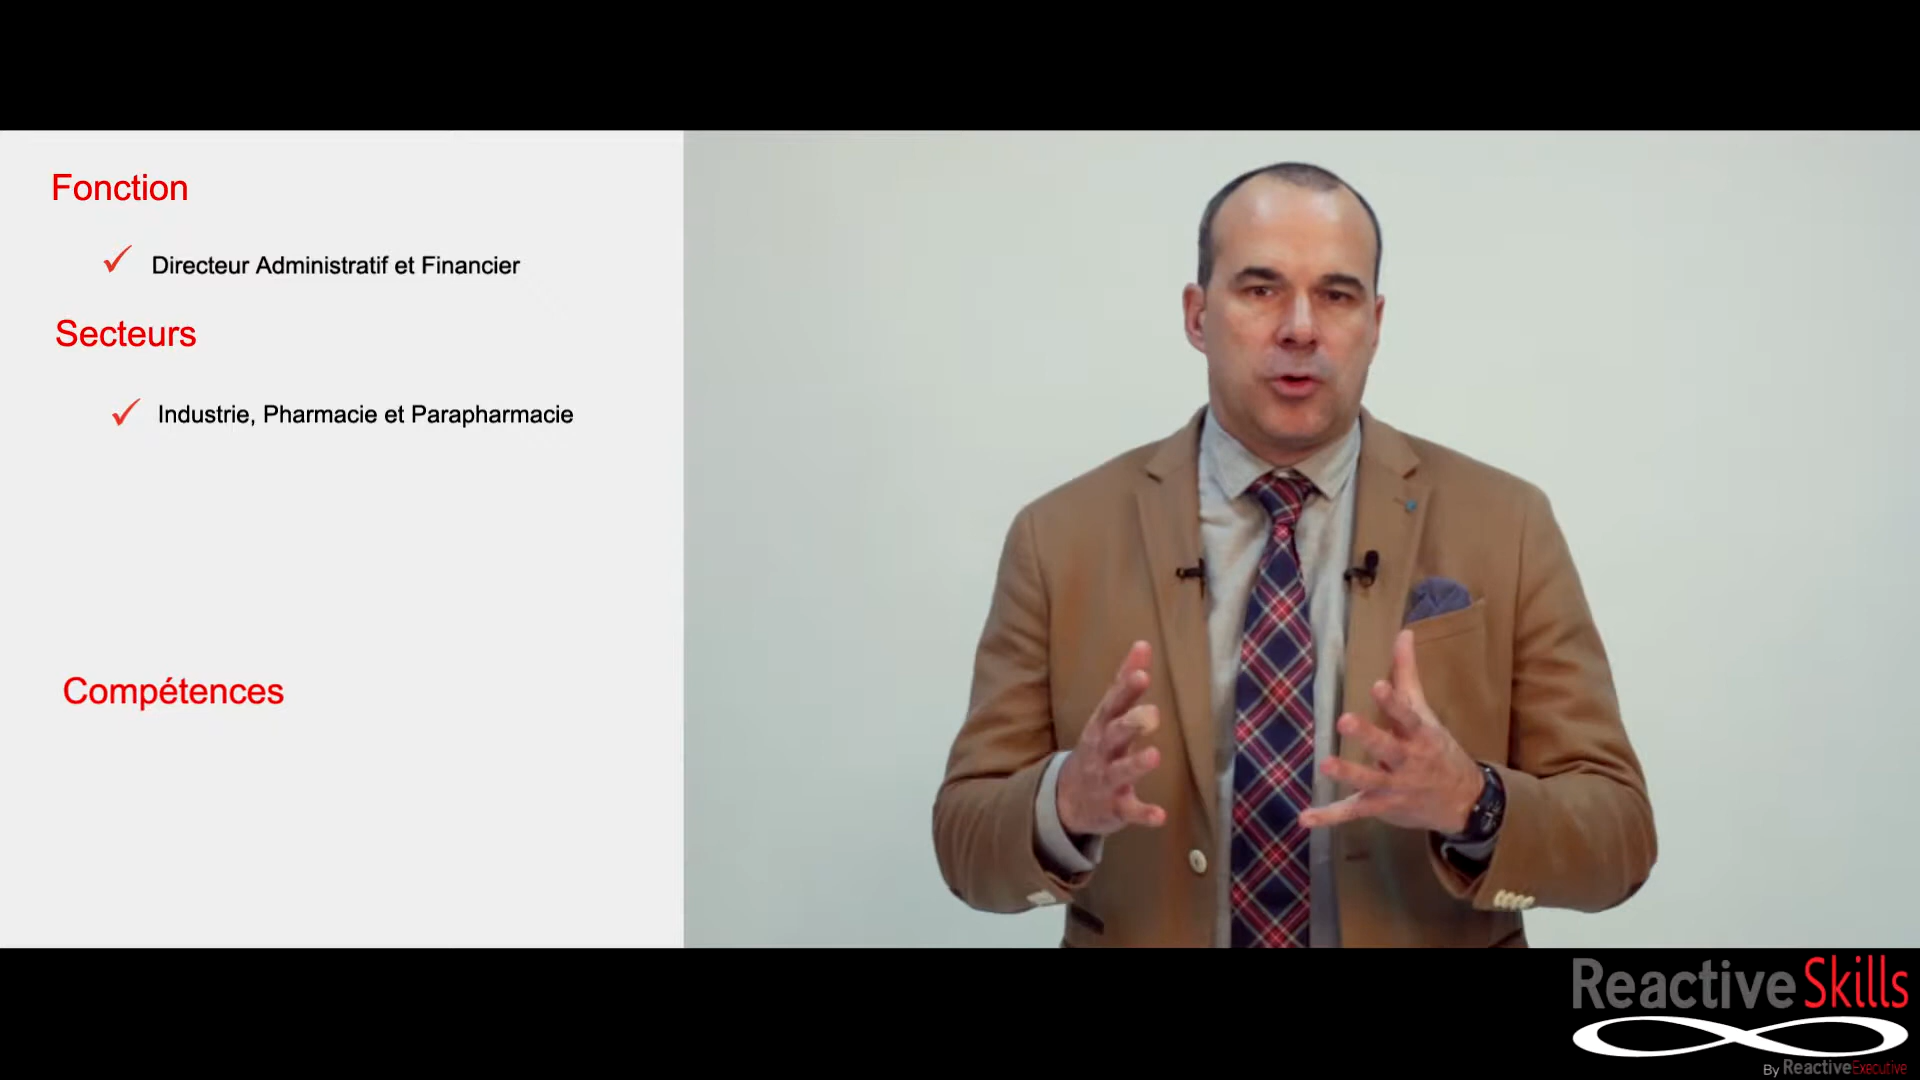 Fonction
Directeur Administratif et Financier
Secteurs
Industrie, Pharmacie et Parapharmacie
Compétences
ReactiveSkills
By ReactiveExecutive